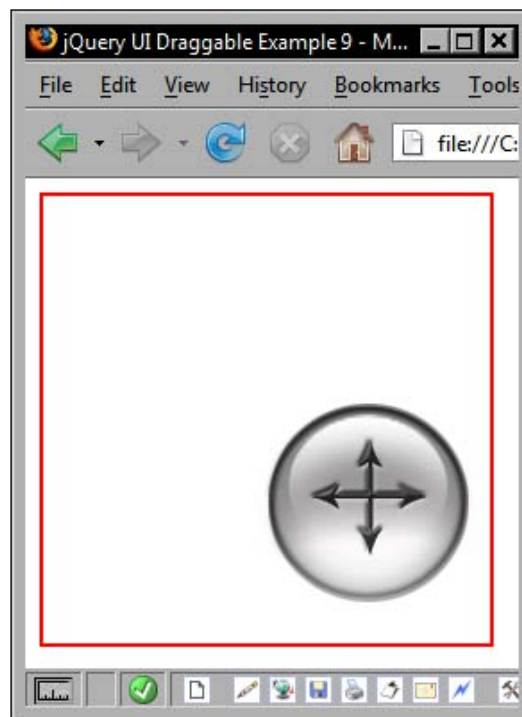 jQuery UI Draggable Example 9 - M...
File Edit View History Bookmarks Tools
file:///C: